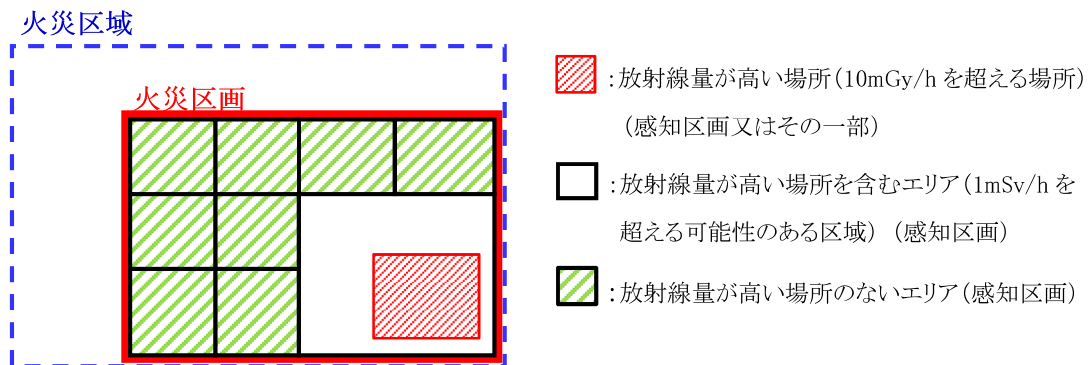 火災区域
火災区画
:放射線量が高い場所(10mGy/h を超える場所)
(感知区画又はその一部)
:放射線量が高い場所を含むエリア(1mSv/h を
超える可能性のある区域)(感知区画)
:放射線量が高い場所のないエリア(感知区画)